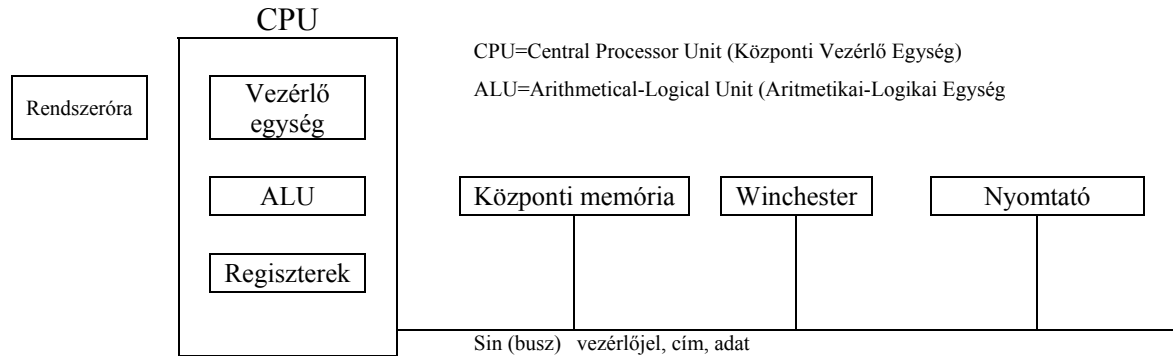 CPU
CPU=Central Processor Unit (Központi Vezérlő Egység)
ALU=Arithmetical-Logical Unit (Aritmetikai-Logikai Egység
Rendszeróra
Vezérlő
egység
ALU
Regiszterek
Központi memória
Winchester
Nyomtató
Sin (busz) vezérlőjel, cím, adat